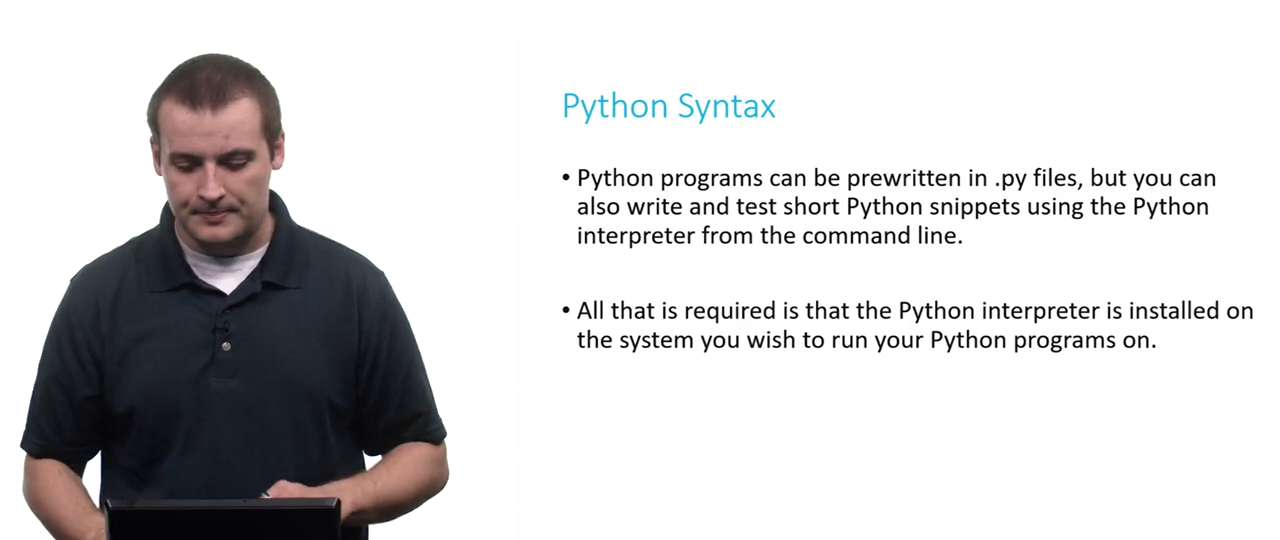 Python Syntax
• Python programs can be prewritten in .py files, but you can
also write and test short Python snippets using the Python
interpreter from the command line.
• All that is required is that the Python interpreter is installed on
the system you wish to run your Python programs on.